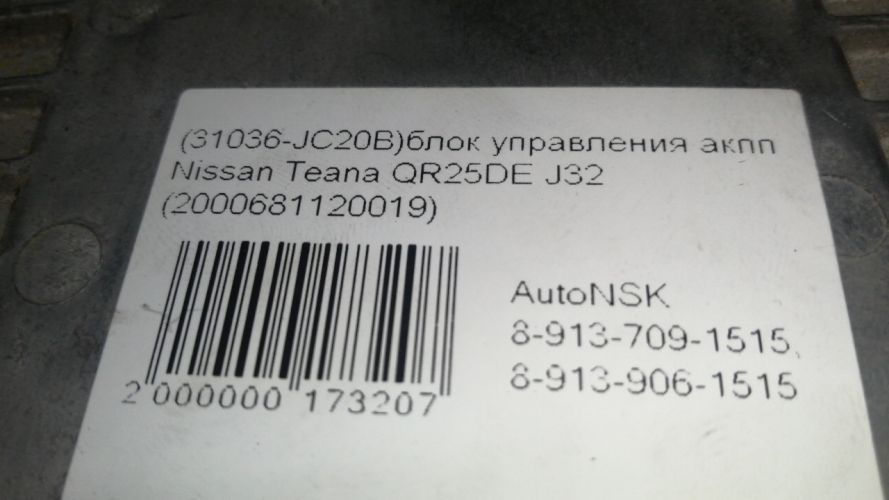 (31036-JC20B)блок управления акпп
Nissan Teana QR25DE J32
(2000681120019)
AutoNSK
8-913-709-1515,
8-913-906-1515
2 000000 173207